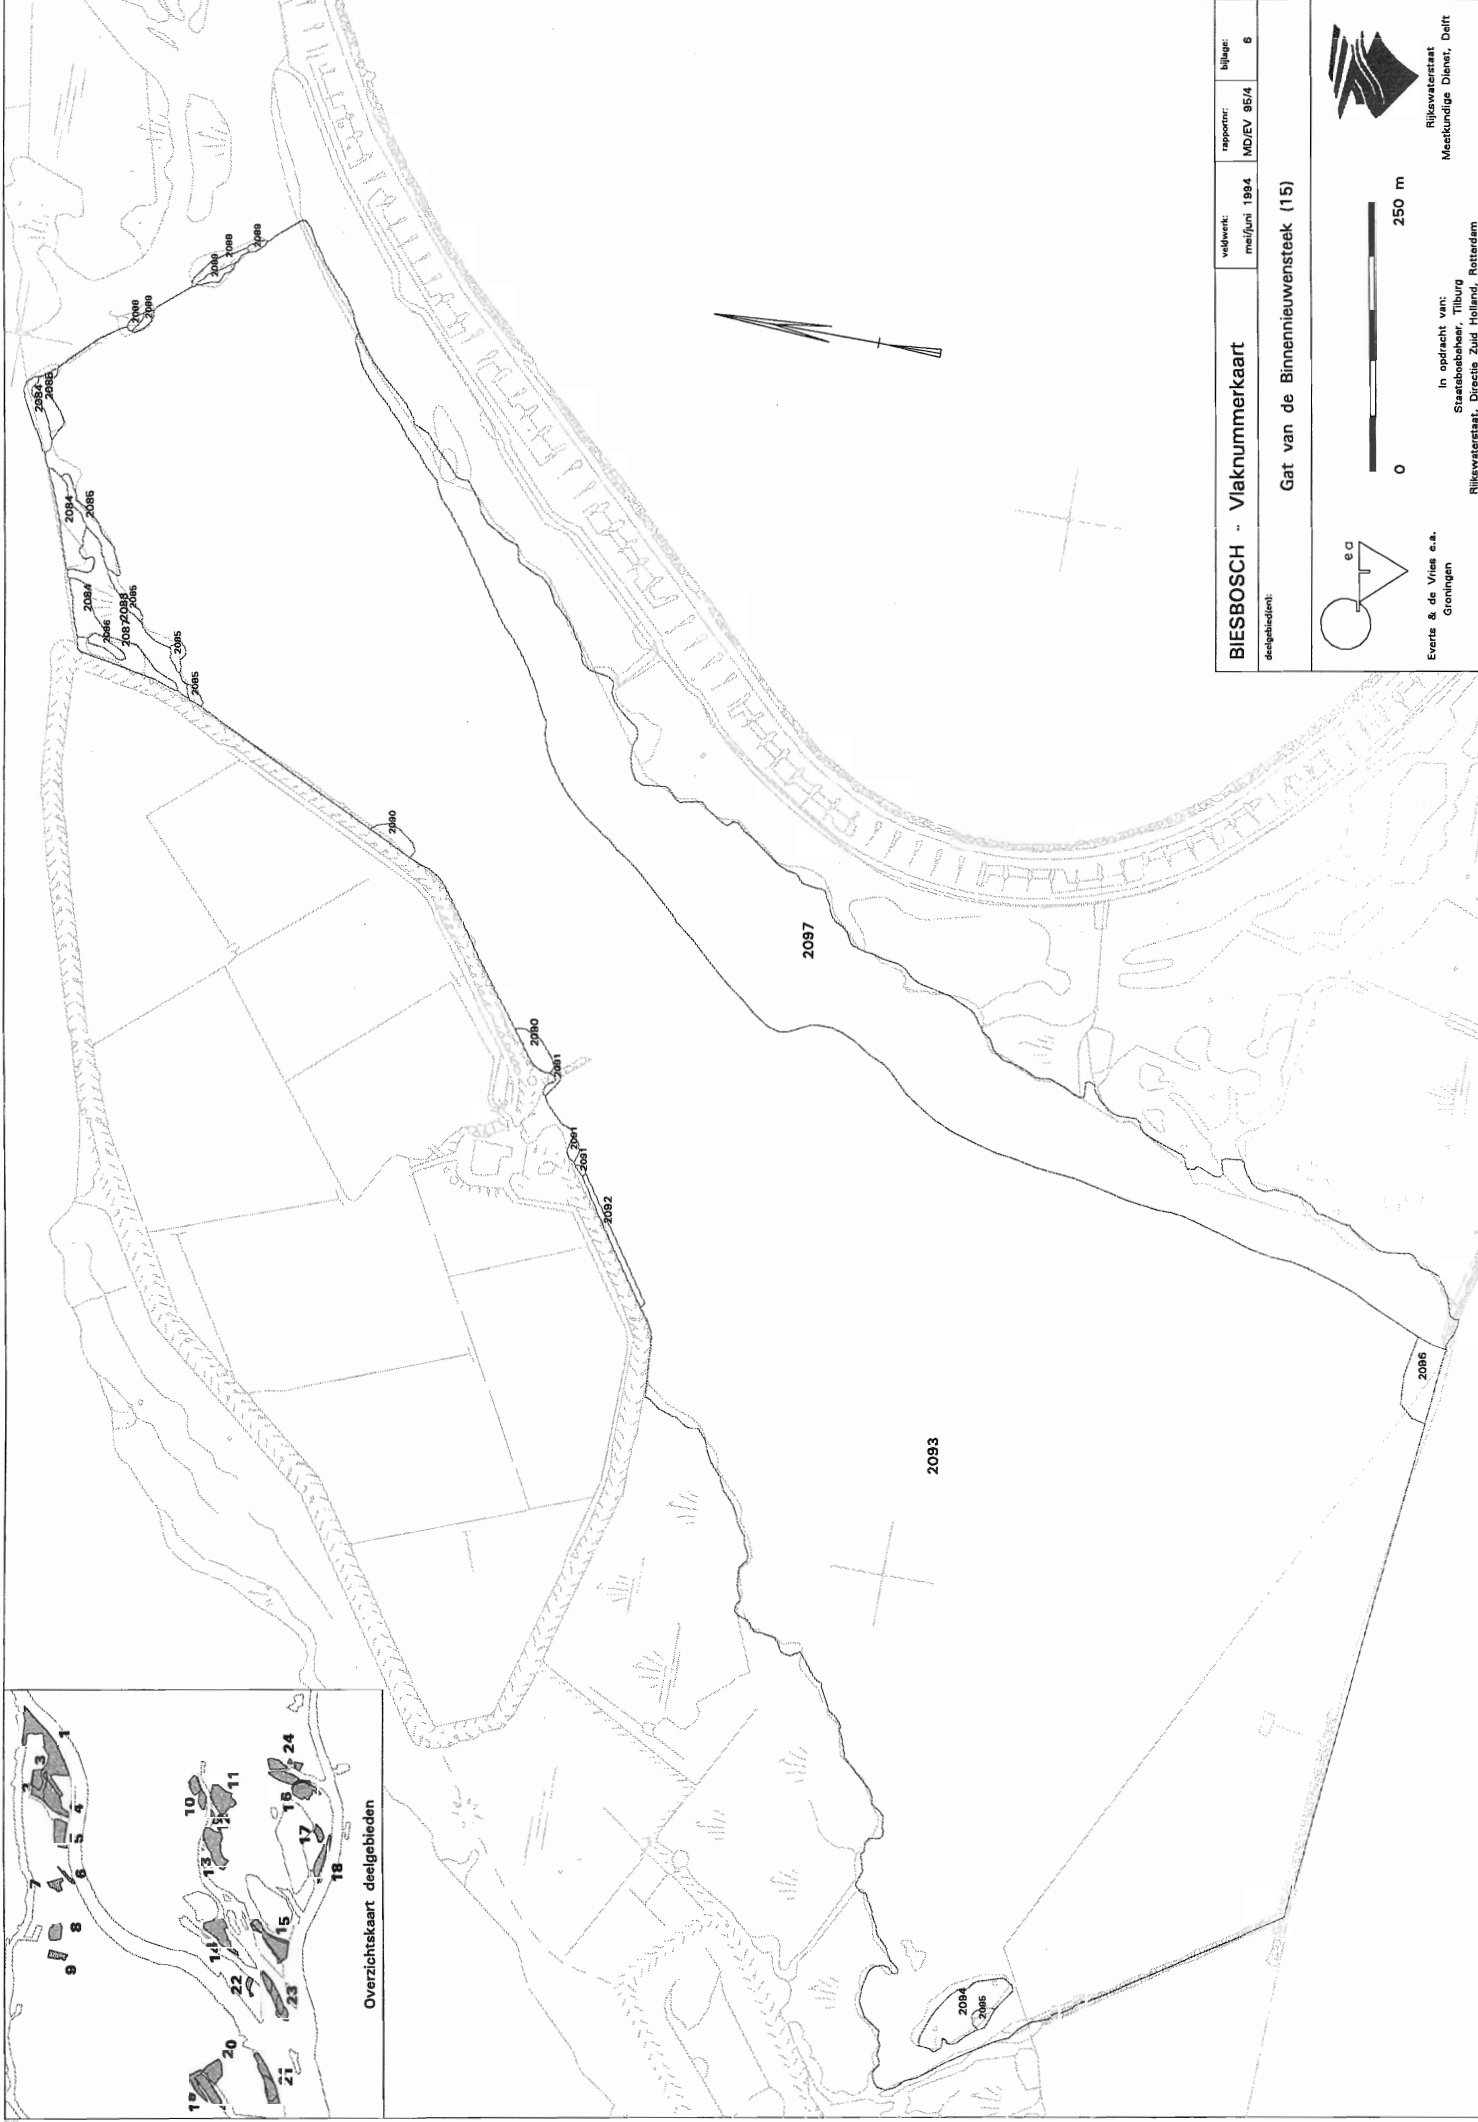 BIESBOSCH - Vlaknummerkaart
veldwerk:
mei/juni 1994
rapportnr:
MD/EV 95/4
bijlage:
6
deelgebied(en):
Gat van de Binnennieuwensteek (15)
e a
Everts & de Vries e.a.
Groningen
0
250 m
In opdracht van:
Staatsbosbeheer, Tilburg
Rijkswaterstaat, Directie Zuid Holland, Rotterdam
Rijkswaterstaat
Meetkundige Dienst, Delft
2084
2085
2084
2085
2084
2086
2087
2088
2085
2085
2085
2088
2089
2089
2088
2089
2090
2090
2091
2091
2091
2092
2097
2093
2096
2094
2095
1
2
3
4
5
6
7
8
9
10
11
12
13
14
15
16
17
18
19
20
21
22
23
24
Overzichtskaart deelgebieden